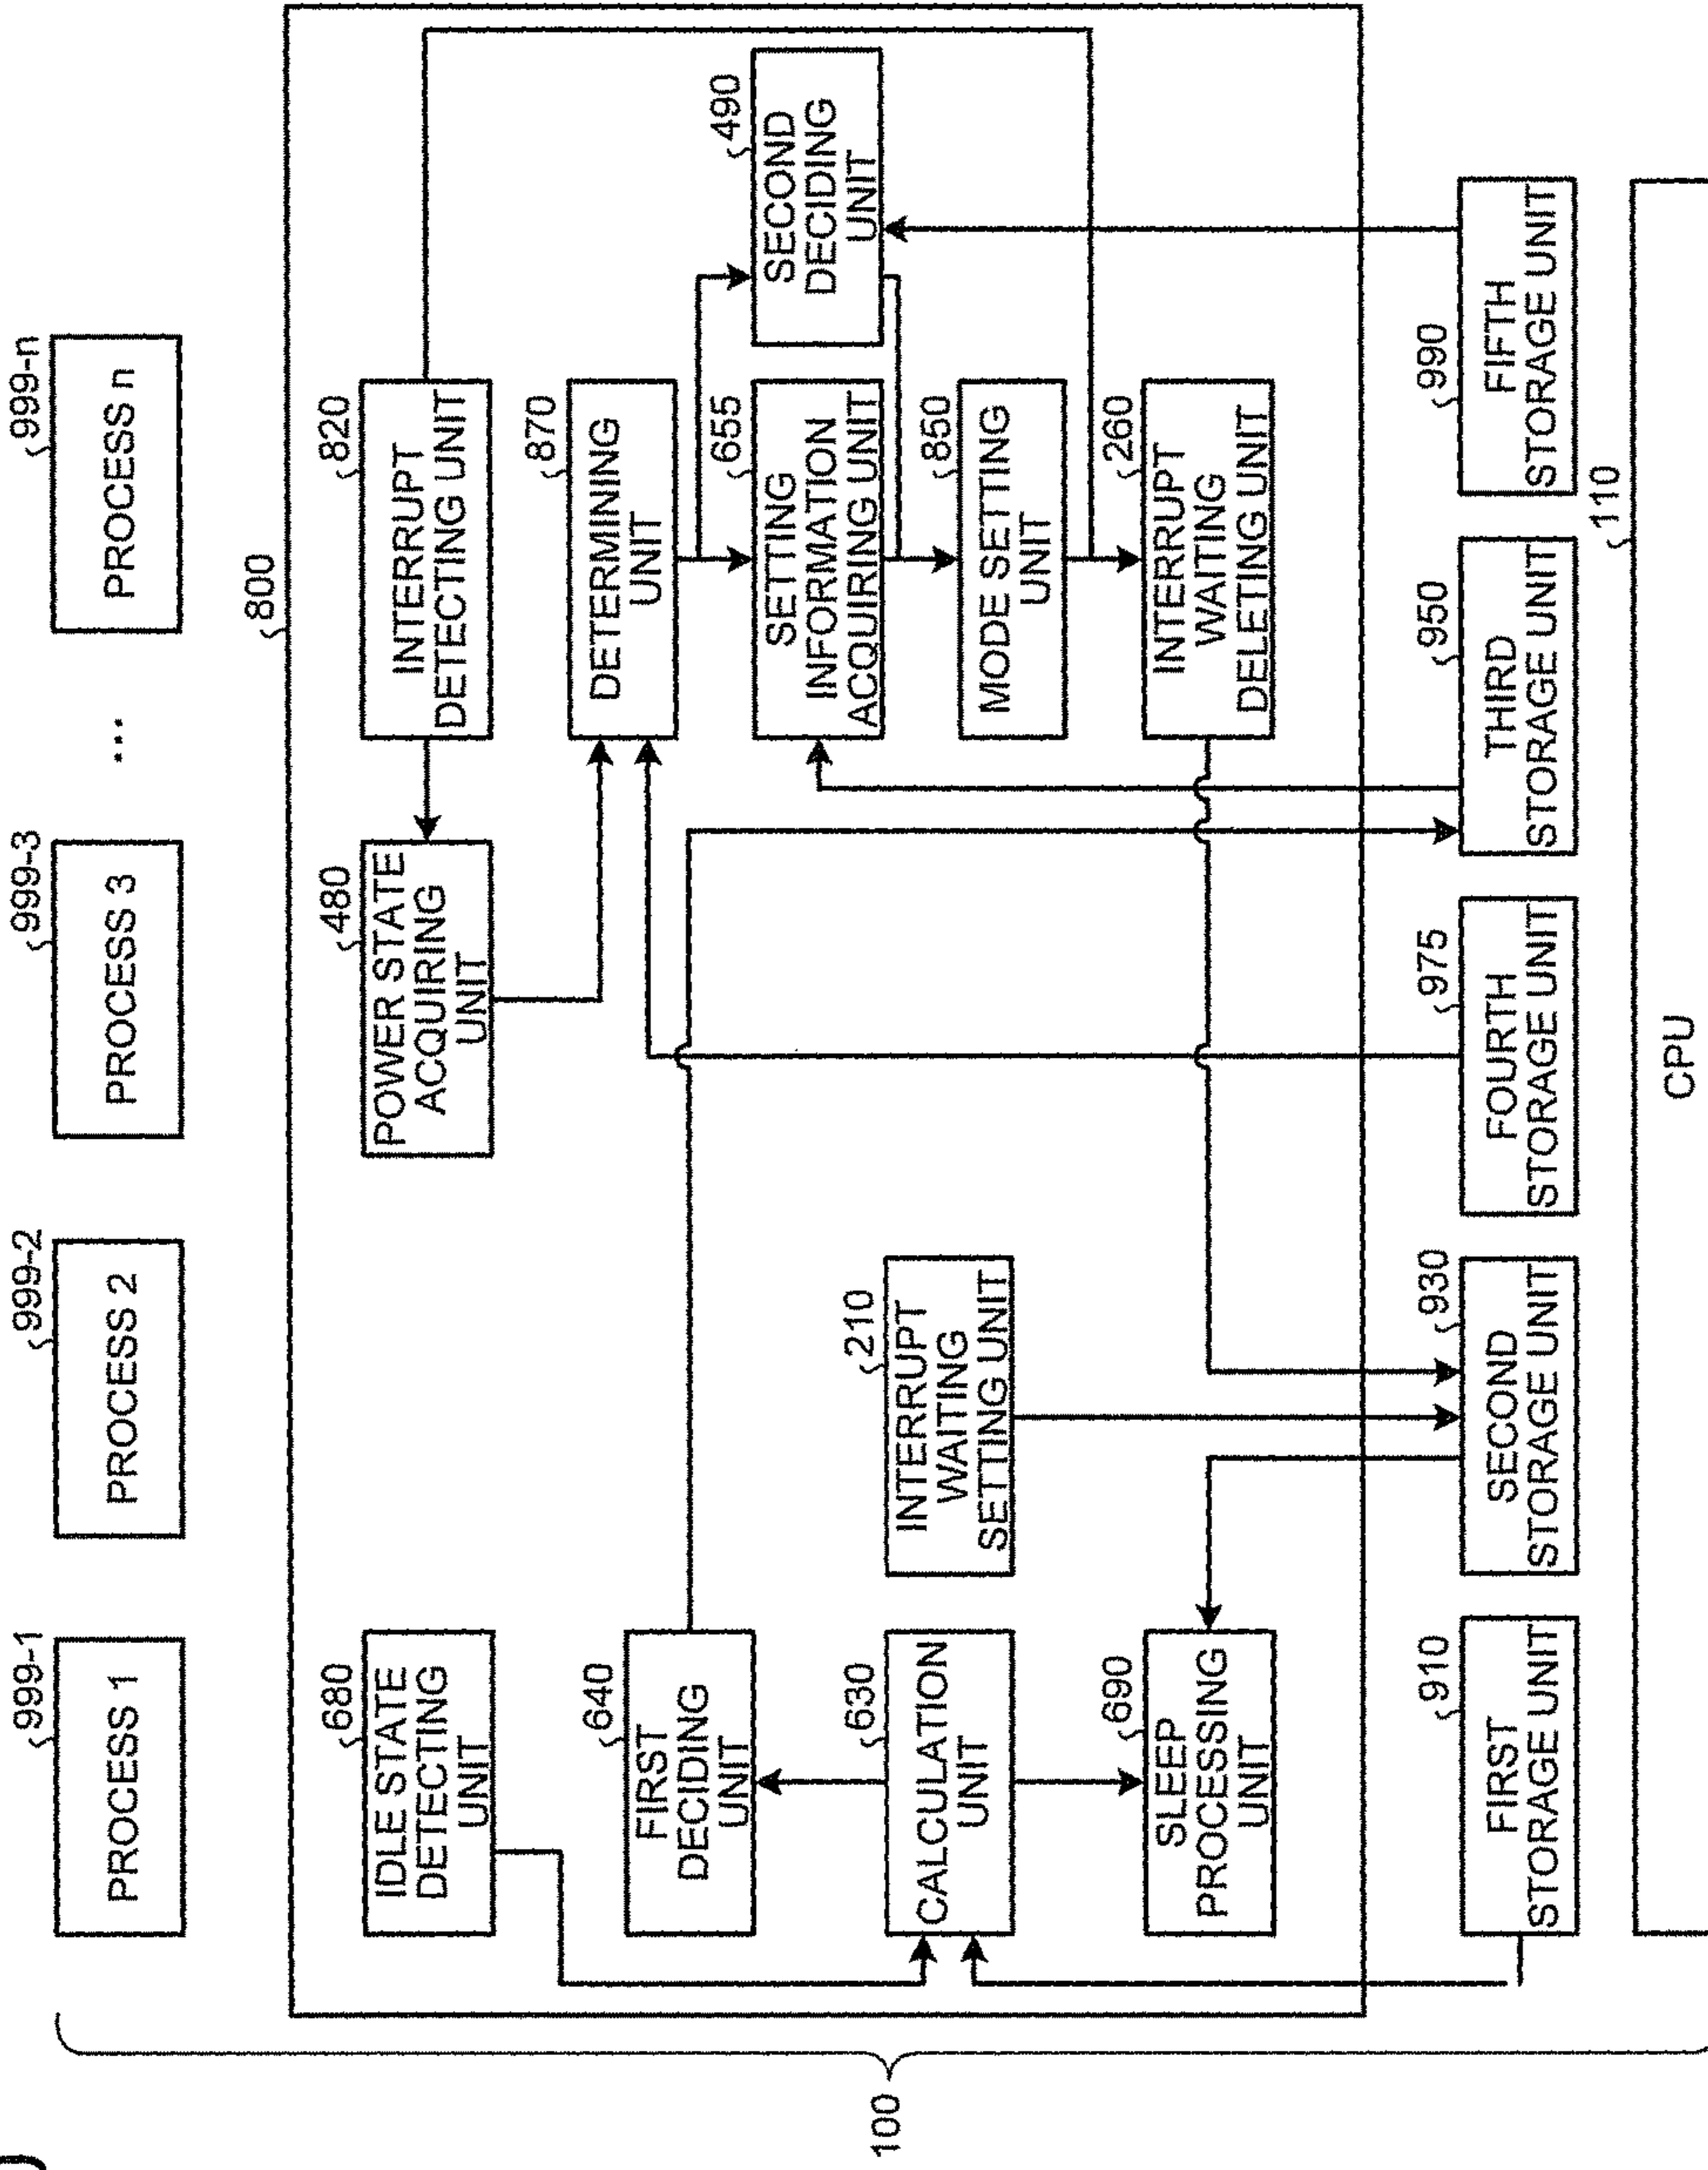 999-1
999-2
999-3
999-n
PROCESS 1
PROCESS 2
PROCESS 3
...
PROCESS n
800
680
480
820
IDLE STATE
DETECTING
UNIT
POWER STATE
ACQUIRING
UNIT
INTERRUPT
DETECTING UNIT
640
FIRST
DECIDING
UNIT
870
DETERMINING
UNIT
630
CALCULATION
UNIT
210
INTERRUPT
WAITING
SETTING UNIT
655
SETTING
INFORMATION
ACQUIRING UNIT
490
SECOND
DECIDING
UNIT
850
MODE SETTING
UNIT
690
SLEEP
PROCESSING
UNIT
260
INTERRUPT
WAITING
DELETING UNIT
100
910
930
975
950
990
FIRST
STORAGE UNIT
SECOND
STORAGE UNIT
FOURTH
STORAGE UNIT
THIRD
STORAGE UNIT
FIFTH
STORAGE UNIT
110
CPU